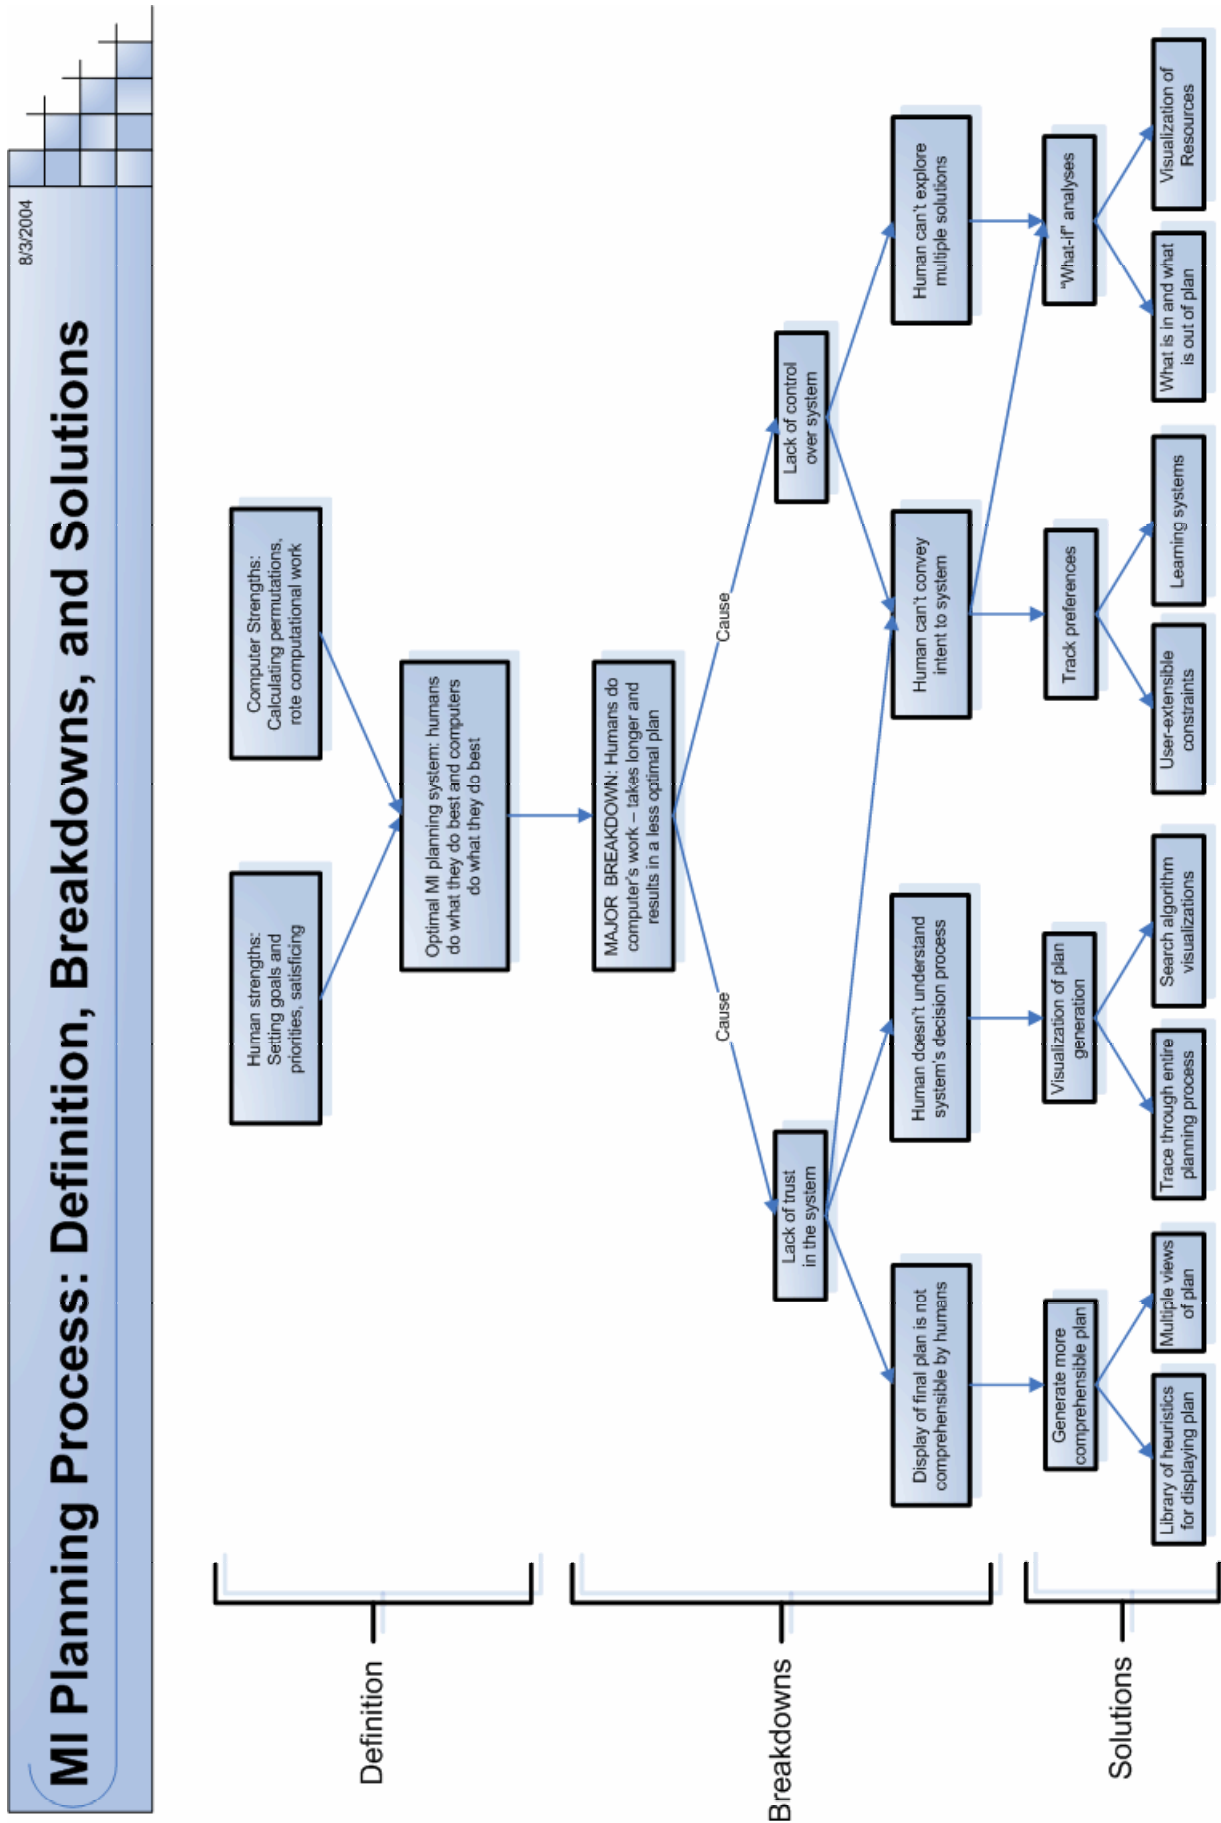 MI Planning Process: Definition, Breakdowns, and Solutions
8/3/2004
Definition
Human strengths:
Setting goals and
priorities, satisficing
Computer Strengths:
Calculating permutations,
rote computational work
Optimal MI planning system: humans
do what they do best and computers
do what they do best
Breakdowns
MAJOR BREAKDOWN: Humans do
computer's work – takes longer and
results in a less optimal plan
Cause
Cause
Lack of trust
in the system
Lack of control
over system
Display of final plan is not
comprehensible by humans
Human doesn't understand
system's decision process
Human can't convey
intent to system
Human can't explore
multiple solutions
Solutions
Generate more
comprehensible plan
Visualization of plan
generation
Track preferences
"What-if" analyses
Library of heuristics
for displaying plan
Multiple views
of plan
Trace through entire
planning process
Search algorithm
visualizations
User-extensible
constraints
Learning systems
What is in and what
is out of plan
Visualization of
Resources